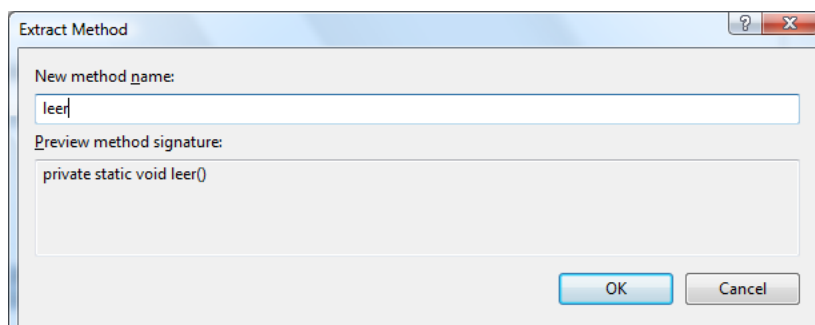 Extract Method
New method name:
leer
Preview method signature:
private static void leer()
OK Cancel